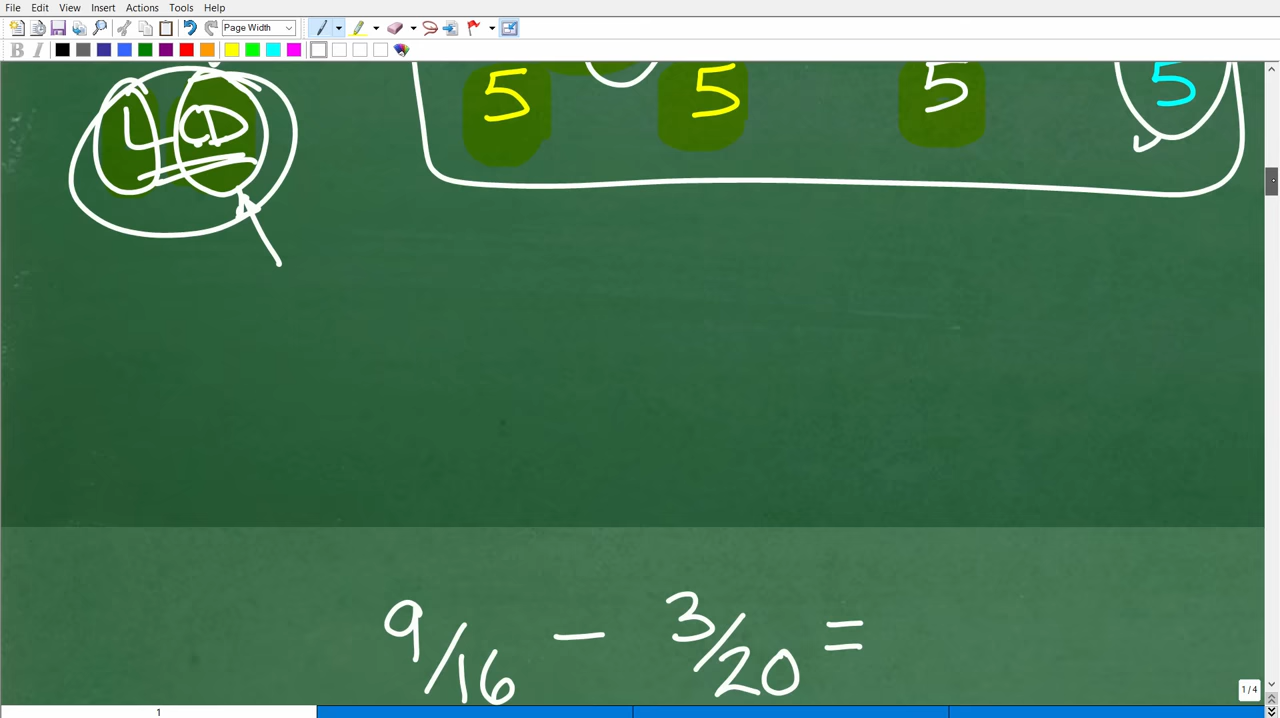 File Edit View Insert Actions Tools Help
Page Width
B I
5 5 5 5
LCD
9/16 - 3/20 =
1/4
1